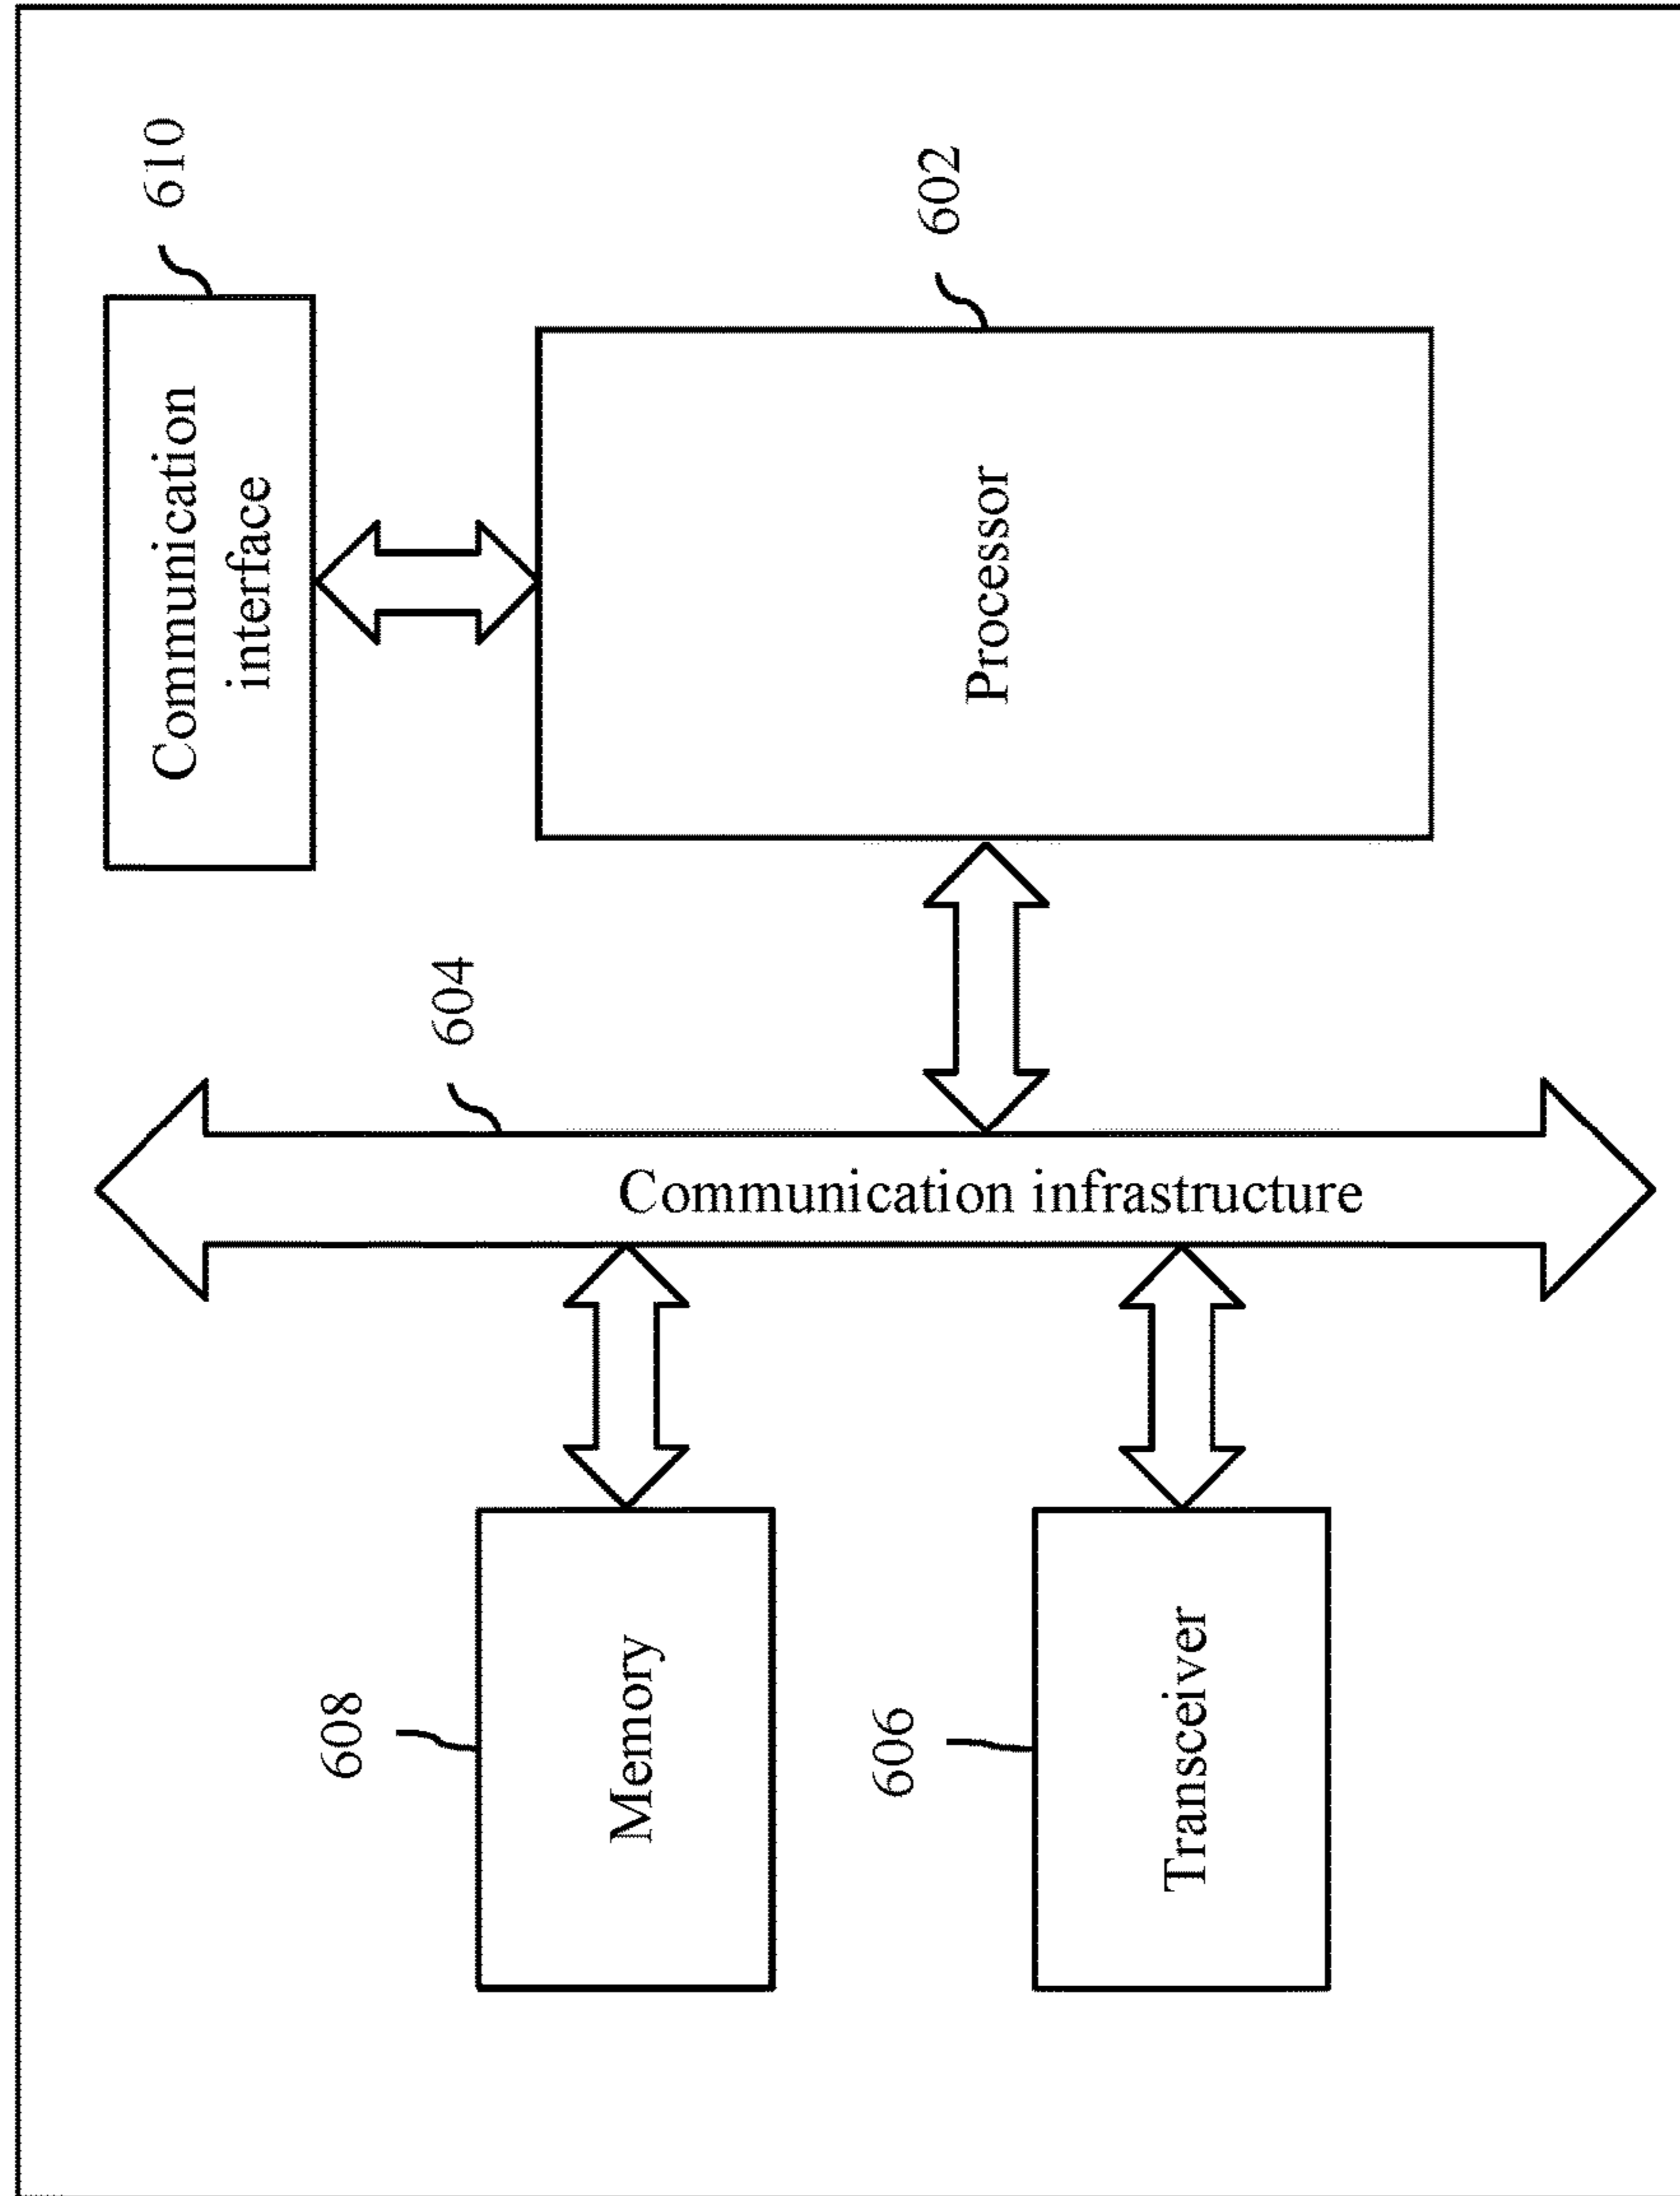 610
Communication
interface
602
Processor
604
Communication infrastructure
608
Memory
606
Transceiver